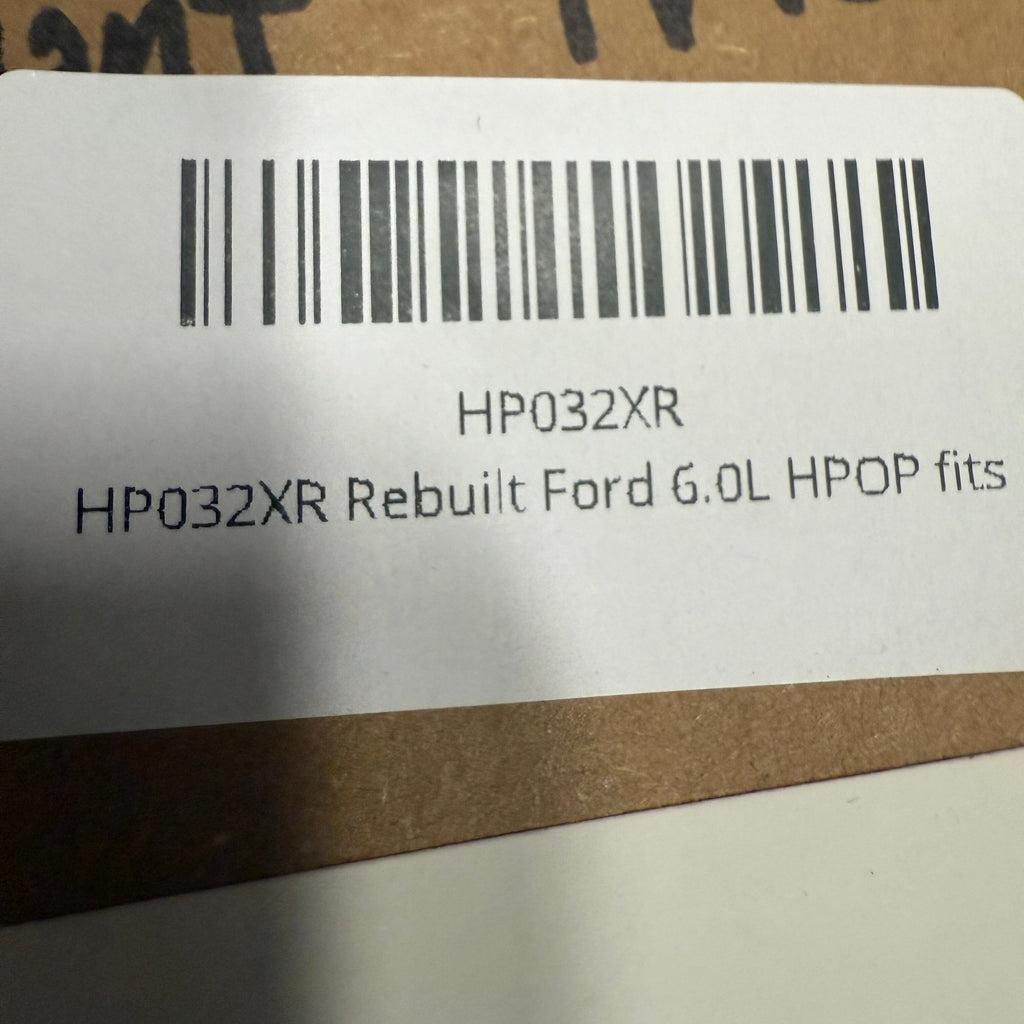 HP032XR
HP032XR Rebuilt Ford 6.0L HPOP fits